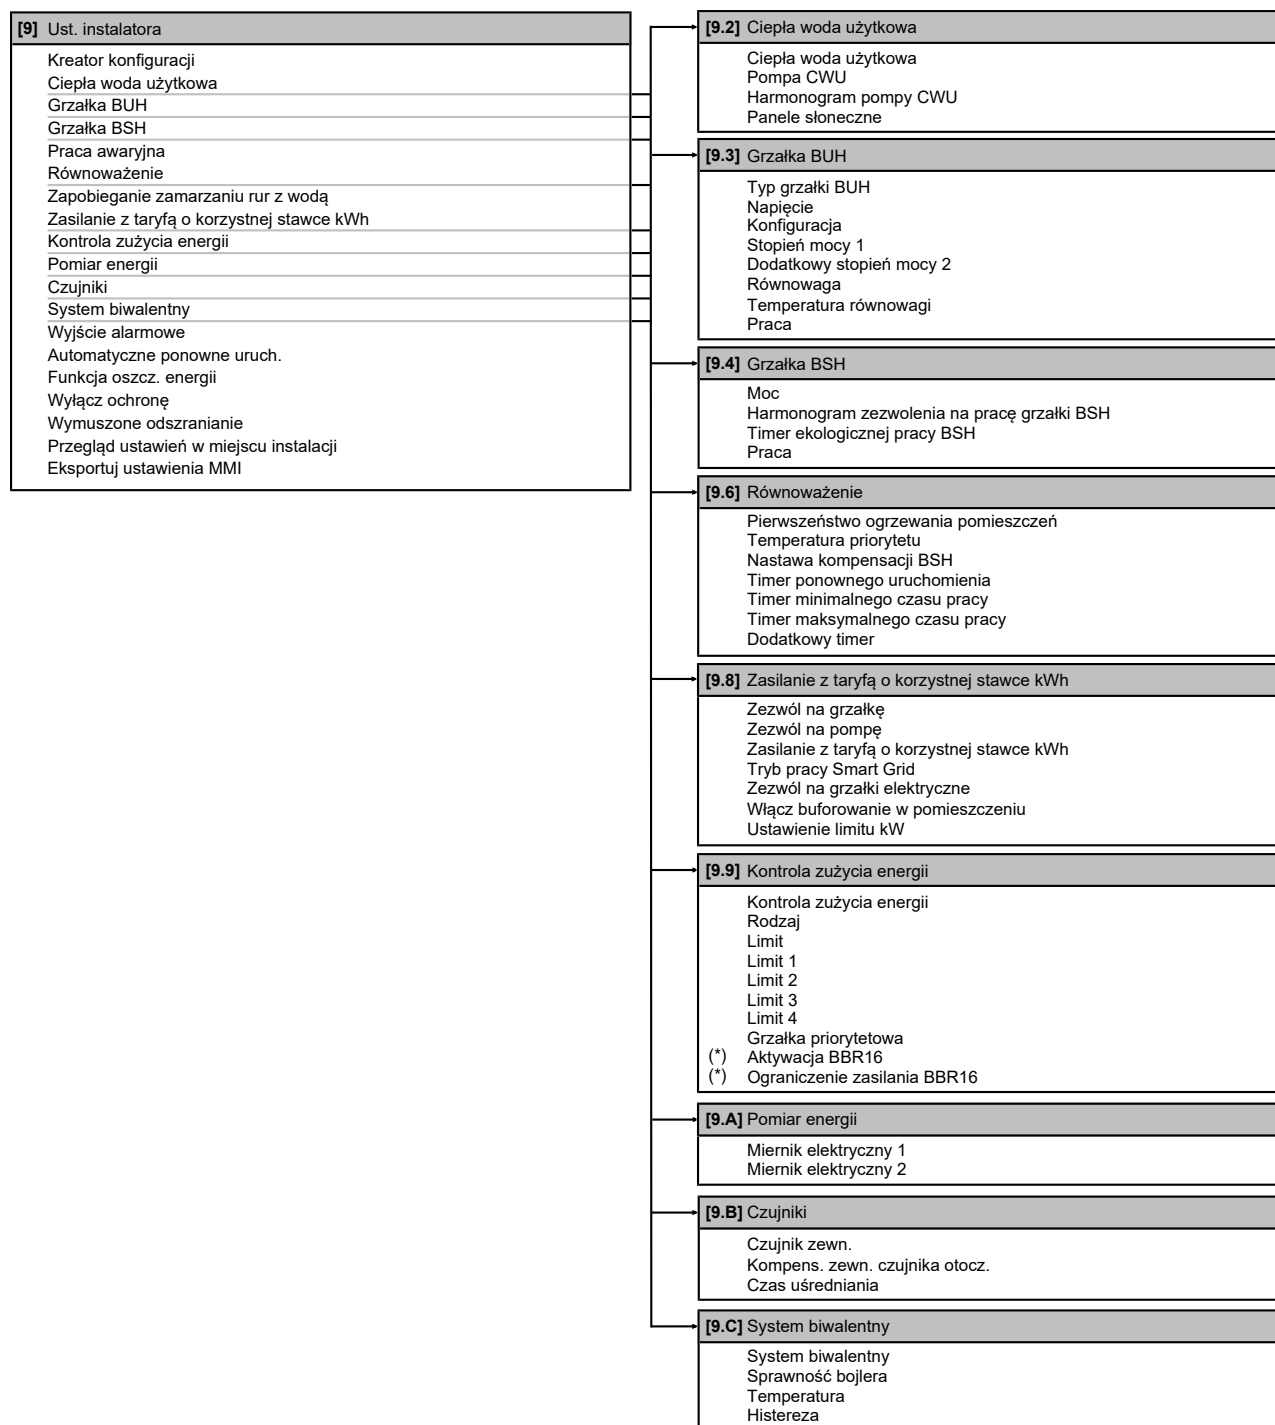 [9] Ust. instalatora
Kreator konfiguracji
Ciepła woda użytkowa
Grzałka BUH
Grzałka BSH
Praca awaryjna
Równoważenie
Zapobieganie zamarzaniu rur z wodą
Zasilanie z taryfą o korzystnej stawce kWh
Kontrola zużycia energii
Pomiar energii
Czujniki
System biwalentny
Wyjście alarmowe
Automatyczne ponowne uruch.
Funkcja oszcz. energii
Wyłącz ochronę
Wymuszone odszranianie
Przegląd ustawień w miejscu instalacji
Eksportuj ustawienia MMI
[9.2] Ciepła woda użytkowa
Ciepła woda użytkowa
Pompa CWU
Harmonogram pompy CWU
Panele słoneczne
[9.3] Grzałka BUH
Typ grzałki BUH
Napięcie
Konfiguracja
Stopień mocy 1
Dodatkowy stopień mocy 2
Równowaga
Temperatura równowagi
Praca
[9.4] Grzałka BSH
Moc
Harmonogram zezwolenia na pracę grzałki BSH
Timer ekologicznej pracy BSH
Praca
[9.6] Równoważenie
Pierwszeństwo ogrzewania pomieszczeń
Temperatura priorytetu
Nastawa kompensacji BSH
Timer ponownego uruchomienia
Timer minimalnego czasu pracy
Timer maksymalnego czasu pracy
Dodatkowy timer
[9.8] Zasilanie z taryfą o korzystnej stawce kWh
Zezwól na grzałkę
Zezwól na pompę
Zasilanie z taryfą o korzystnej stawce kWh
Tryb pracy Smart Grid
Zezwól na grzałki elektryczne
Włącz buforowanie w pomieszczeniu
Ustawienie limitu kW
[9.9] Kontrola zużycia energii
Kontrola zużycia energii
Rodzaj
Limit
Limit 1
Limit 2
Limit 3
Limit 4
Grzałka priorytetowa
(*) Aktywacja BBR16
(*) Ograniczenie zasilania BBR16
[9.A] Pomiar energii
Miernik elektryczny 1
Miernik elektryczny 2
[9.B] Czujniki
Czujnik zewn.
Kompens. zewn. czujnika otocz.
Czas uśredniania
[9.C] System biwalentny
System biwalentny
Sprawność bojlera
Temperatura
Histereza